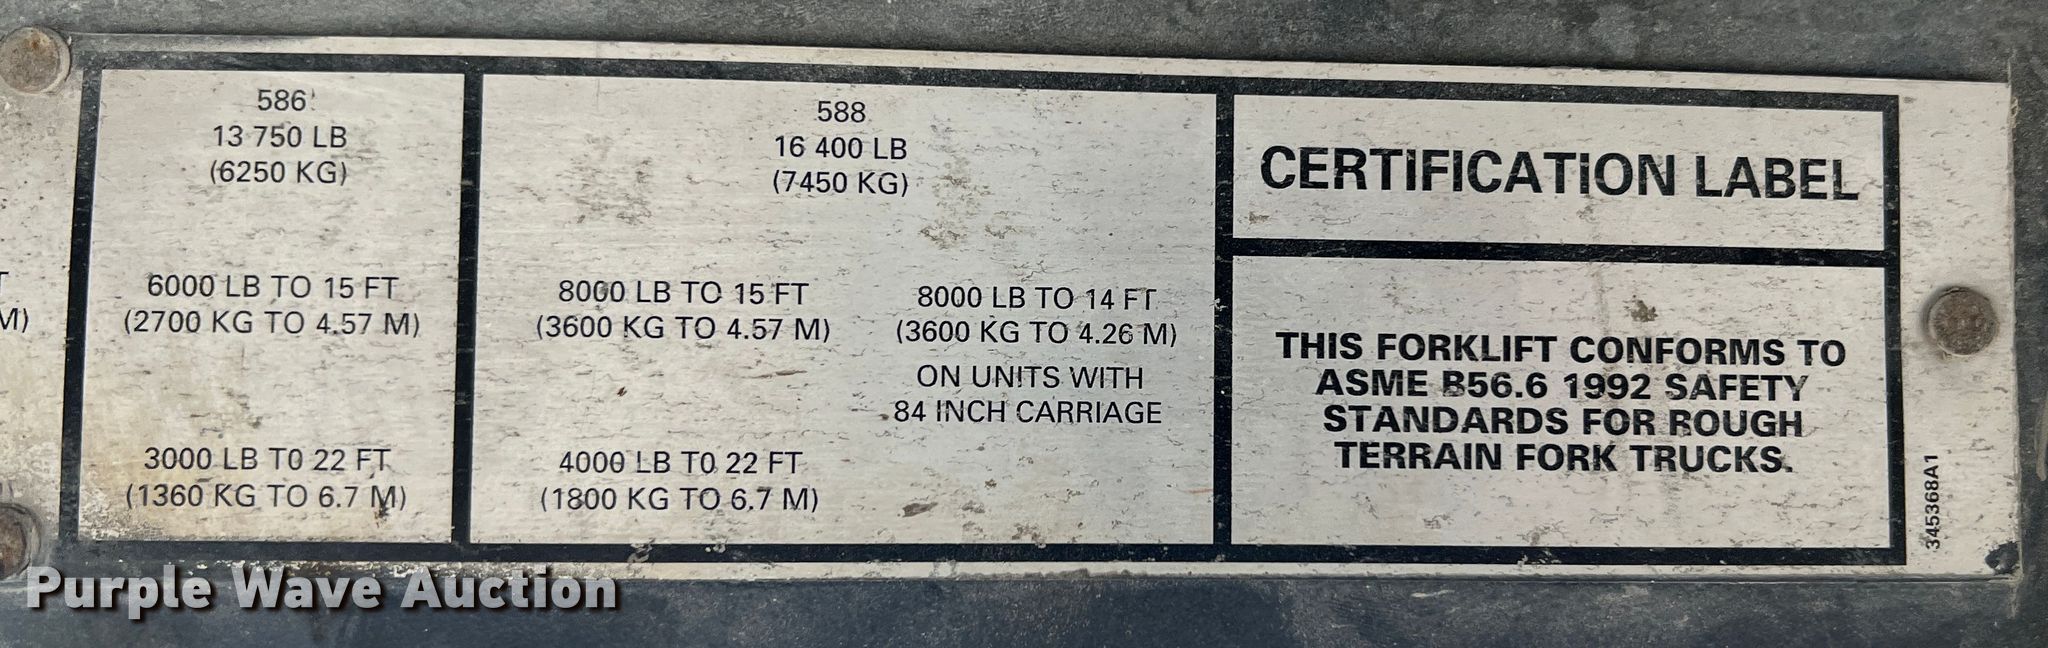 586
13 750 LB
(6250 KG)
6000 LB TO 15 FT
(2700 KG TO 4.57 M)
3000 LB TO 22 FT
(1360 KG TO 6.7 M)
588
16 400 LB
(7450 KG)
8000 LB TO 15 FT
(3600 KG TO 4.57 M)
8000 LB TO 14 FT
(3600 KG TO 4.26 M)
ON UNITS WITH
84 INCH CARRIAGE
4000 LB TO 22 FT
(1800 KG TO 6.7 M)
CERTIFICATION LABEL
THIS FORKLIFT CONFORMS TO
ASME B56.6 1992 SAFETY
STANDARDS FOR ROUGH
TERRAIN FORK TRUCKS.
345368A1
M)
Purple Wave Auction